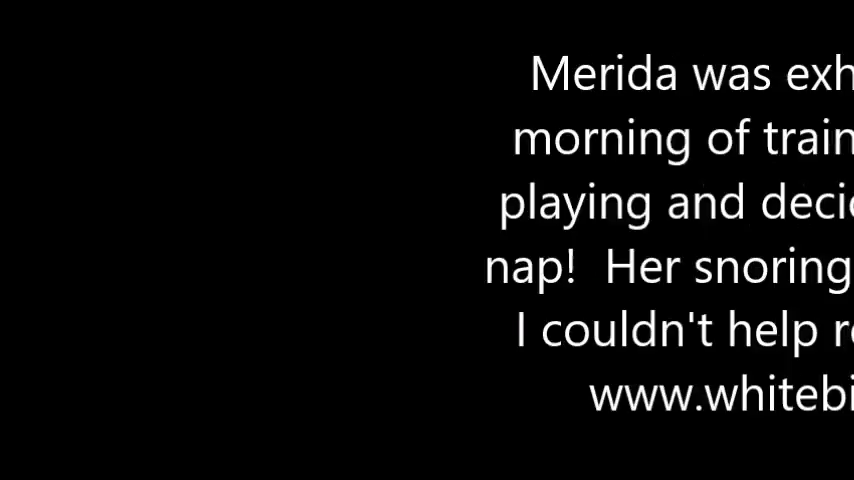 Merida was exh
morning of train
playing and deci
nap!  Her snoring
I couldn't help r
www.whitebi